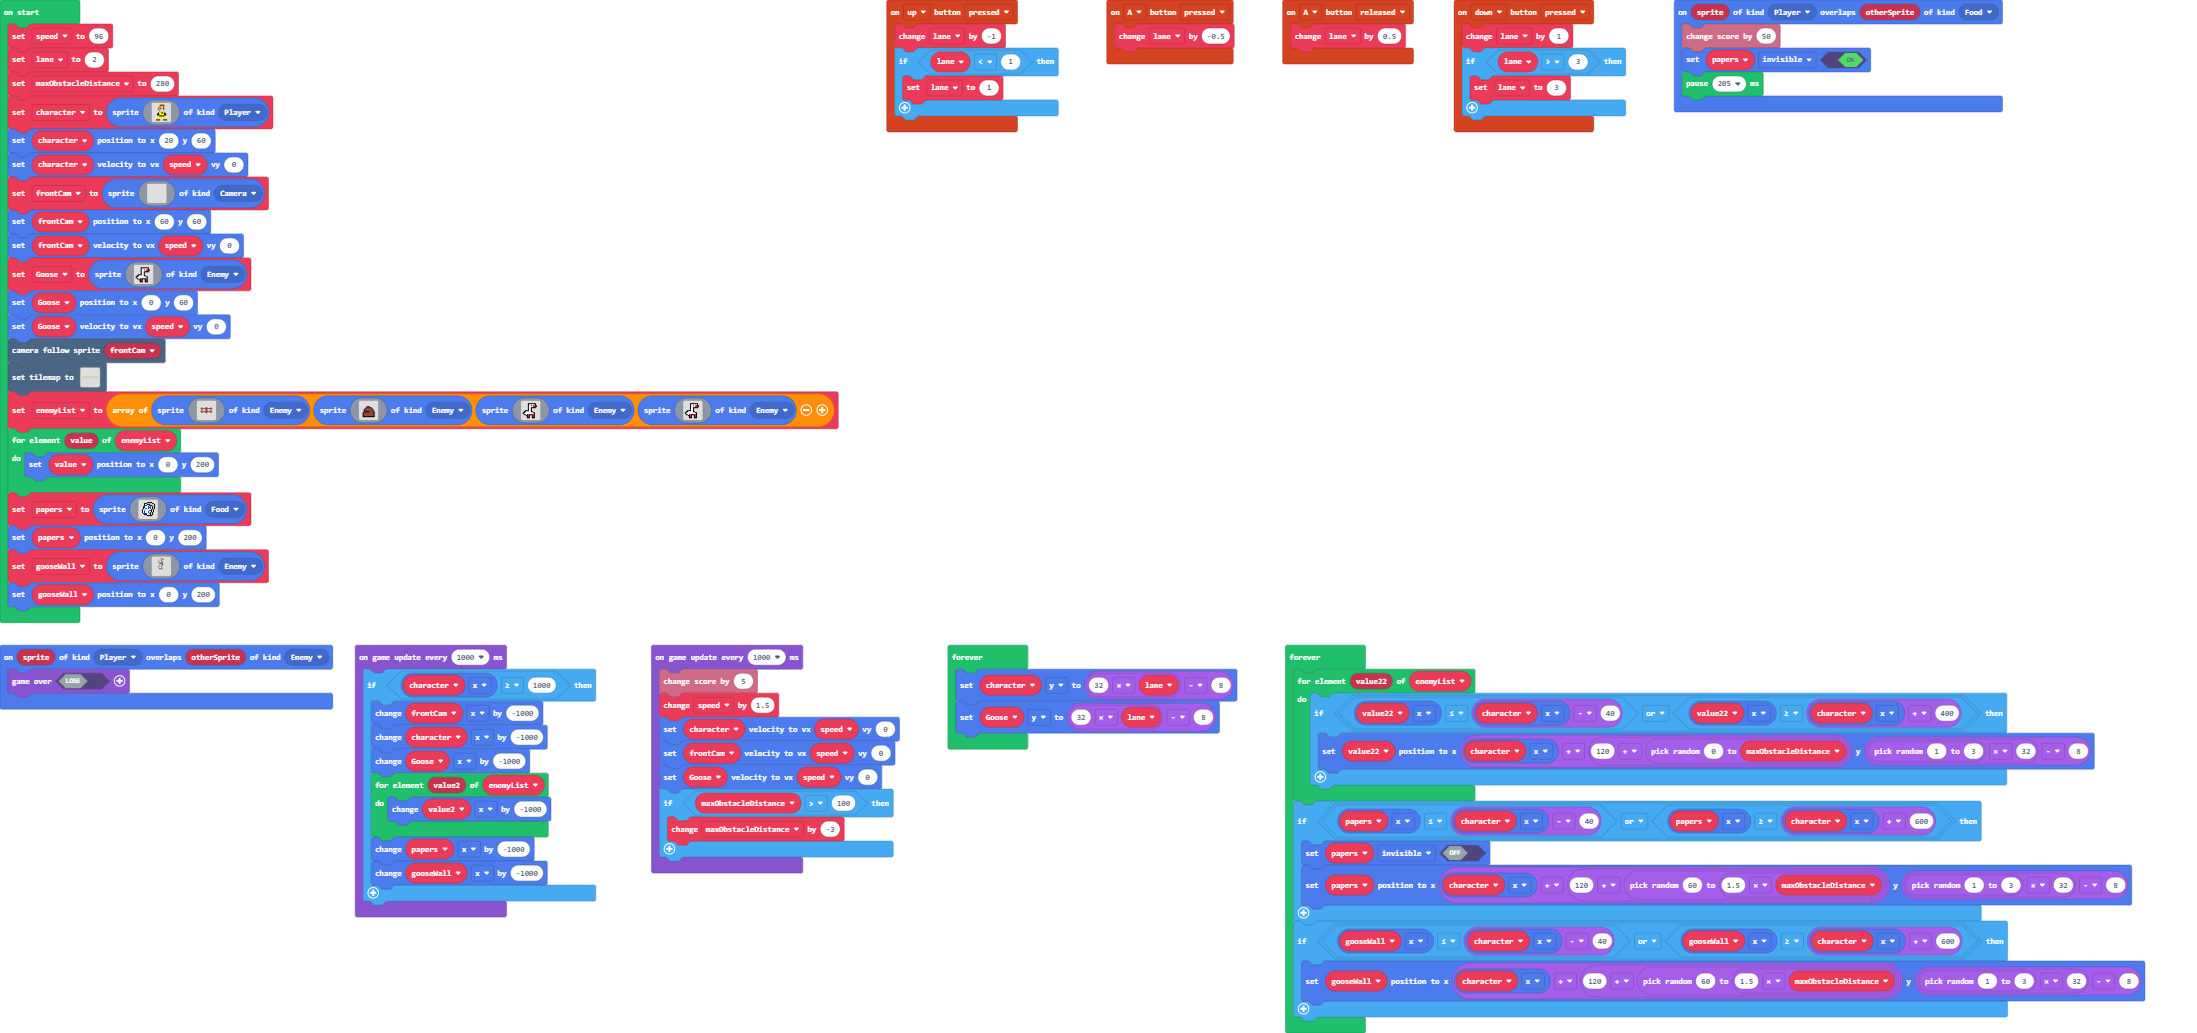 on start
set speed to 96
set lane to 2
set maxObstacleDistance to 280
set character to sprite of kind Player
set character position to x 20 y 60
set character velocity to vx speed vy 0
set frontCam to sprite of kind Camera
set frontCam position to x 60 y 60
set frontCam velocity to vx speed vy 0
set Goose to sprite of kind Enemy
set Goose position to x 0 y 60
set Goose velocity to vx speed vy 0
camera follow sprite frontCam
set tilemap to
set enemyList to array of sprite of kind Enemy sprite of kind Enemy sprite of kind Enemy sprite of kind Enemy
for element value of enemyList
do
set value position to x 0 y 200
set papers to sprite of kind Food
set papers position to x 0 y 200
set gooseWall to sprite of kind Enemy
set gooseWall position to x 0 y 200
on up button pressed
change lane by -1
if lane < 1 then
set lane to 1
on A button pressed
change lane by -0.5
on A button released
change lane by 0.5
on down button pressed
change lane by 1
if lane > 3 then
set lane to 3
on sprite of kind Player overlaps otherSprite of kind Food
change score by 50
set papers invisible ON
pause 205 ms
on sprite of kind Player overlaps otherSprite of kind Enemy
game over LOSE
on game update every 1000 ms
if character x ≥ 1000 then
change frontCam x by -1000
change character x by -1000
change Goose x by -1000
for element value2 of enemyList
do
change value2 x by -1000
change papers x by -1000
change gooseWall x by -1000
on game update every 1000 ms
change score by 5
change speed by 1.5
set character velocity to vx speed vy 0
set frontCam velocity to vx speed vy 0
set Goose velocity to vx speed vy 0
if maxObstacleDistance > 100 then
change maxObstacleDistance by -3
forever
set character y to 32 × lane - 8
set Goose y to 32 × lane - 8
forever
for element value22 of enemyList
do
if value22 x ≤ character x - 40 or value22 x ≥ character x + 400 then
set value22 position to x character x + 120 + pick random 0 to maxObstacleDistance y pick random 1 to 3 × 32 - 8
if papers x ≤ character x - 40 or papers x ≥ character x + 600 then
set papers invisible OFF
set papers position to x character x + 120 + pick random 60 to 1.5 × maxObstacleDistance y pick random 1 to 3 × 32 - 8
if gooseWall x ≤ character x - 40 or gooseWall x ≥ character x + 600 then
set gooseWall position to x character x + 120 + pick random 60 to 1.5 × maxObstacleDistance y pick random 1 to 3 × 32 - 8